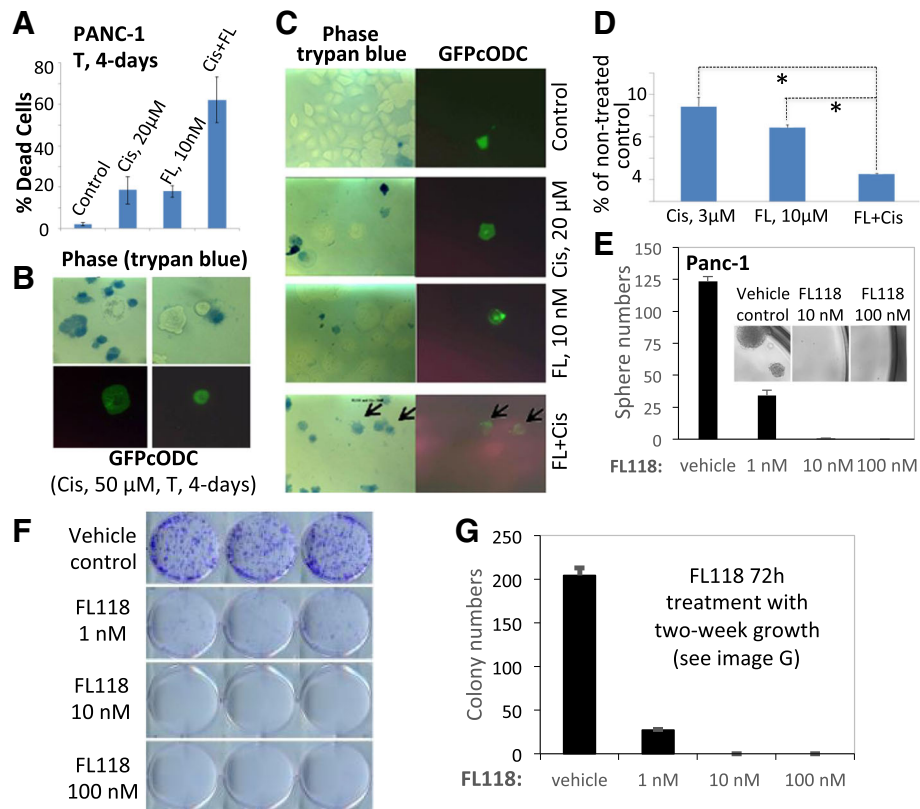 A
PANC-1
T, 4-days
% Dead Cells
80
60
40
20
0
Control
Cis, 20µM
FL, 10nM
Cis+FL
B
Phase (trypan blue)
GFPcODC
(Cis, 50 µM, T, 4-days)
C
Phase
trypan blue
GFPcODC
Control
Cis, 20 µM
FL, 10 nM
FL+Cis
D
% of non-treated
control
10
8
6
4
*
*
Cis, 3µM
FL, 10µM
FL+Cis
E
Panc-1
Sphere numbers
150
125
100
75
50
25
0
Vehicle
control
FL118
10 nM
FL118
100 nM
FL118: vehicle 1 nM 10 nM 100 nM
F
Vehicle
control
FL118
1 nM
FL118
10 nM
FL118
100 nM
G
Colony numbers
250
200
150
100
50
0
FL118 72h
treatment with
two-week growth
(see image G)
FL118: vehicle 1 nM 10 nM 100 nM